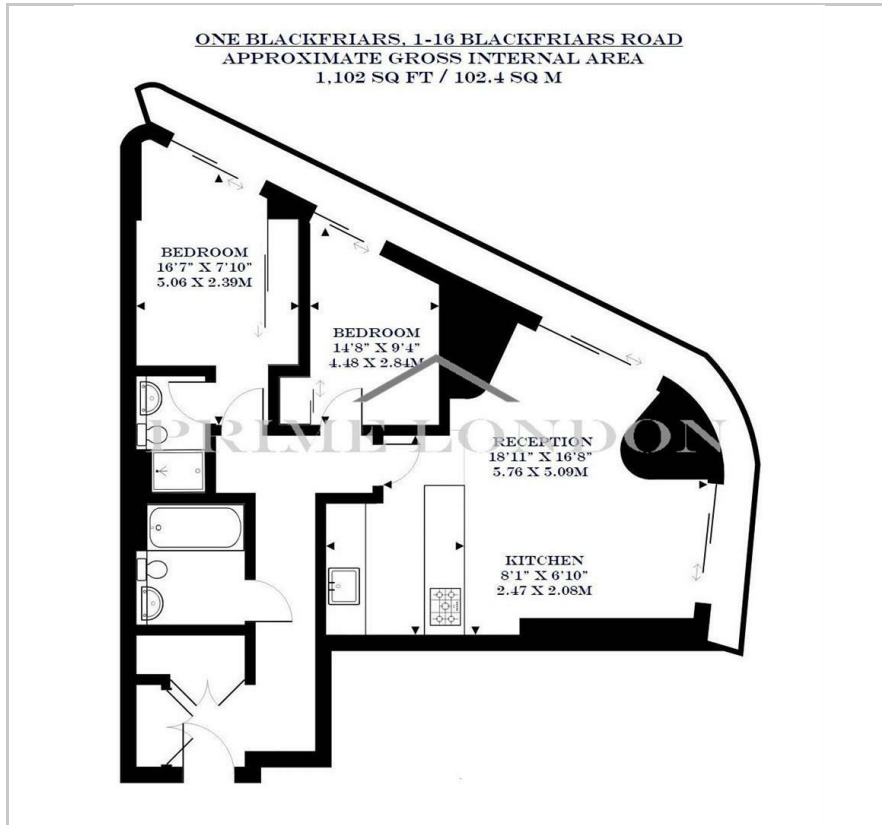 ONE BLACKFRIARS, 1-16 BLACKFRIARS ROAD
APPROXIMATE GROSS INTERNAL AREA
1,102 SQ FT / 102.4 SQ M
BEDROOM
16'7" X 7'10"
5.06 X 2.39M
BEDROOM
14'8" X 9'4"
4.48 X 2.84M
PRIME LONDON
RECEPTION
18'11" X 16'8"
5.76 X 5.09M
KITCHEN
8'1" X 6'10"
2.47 X 2.08M